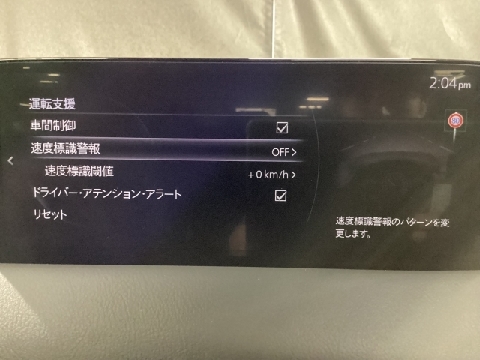 2:04pm
運転支援
車間制御
速度標識警報 OFF
速度標識閾値 +0km/h
ドライバー・アテンション・アラート
リセット
速度標識警報のパターンを変
更します。